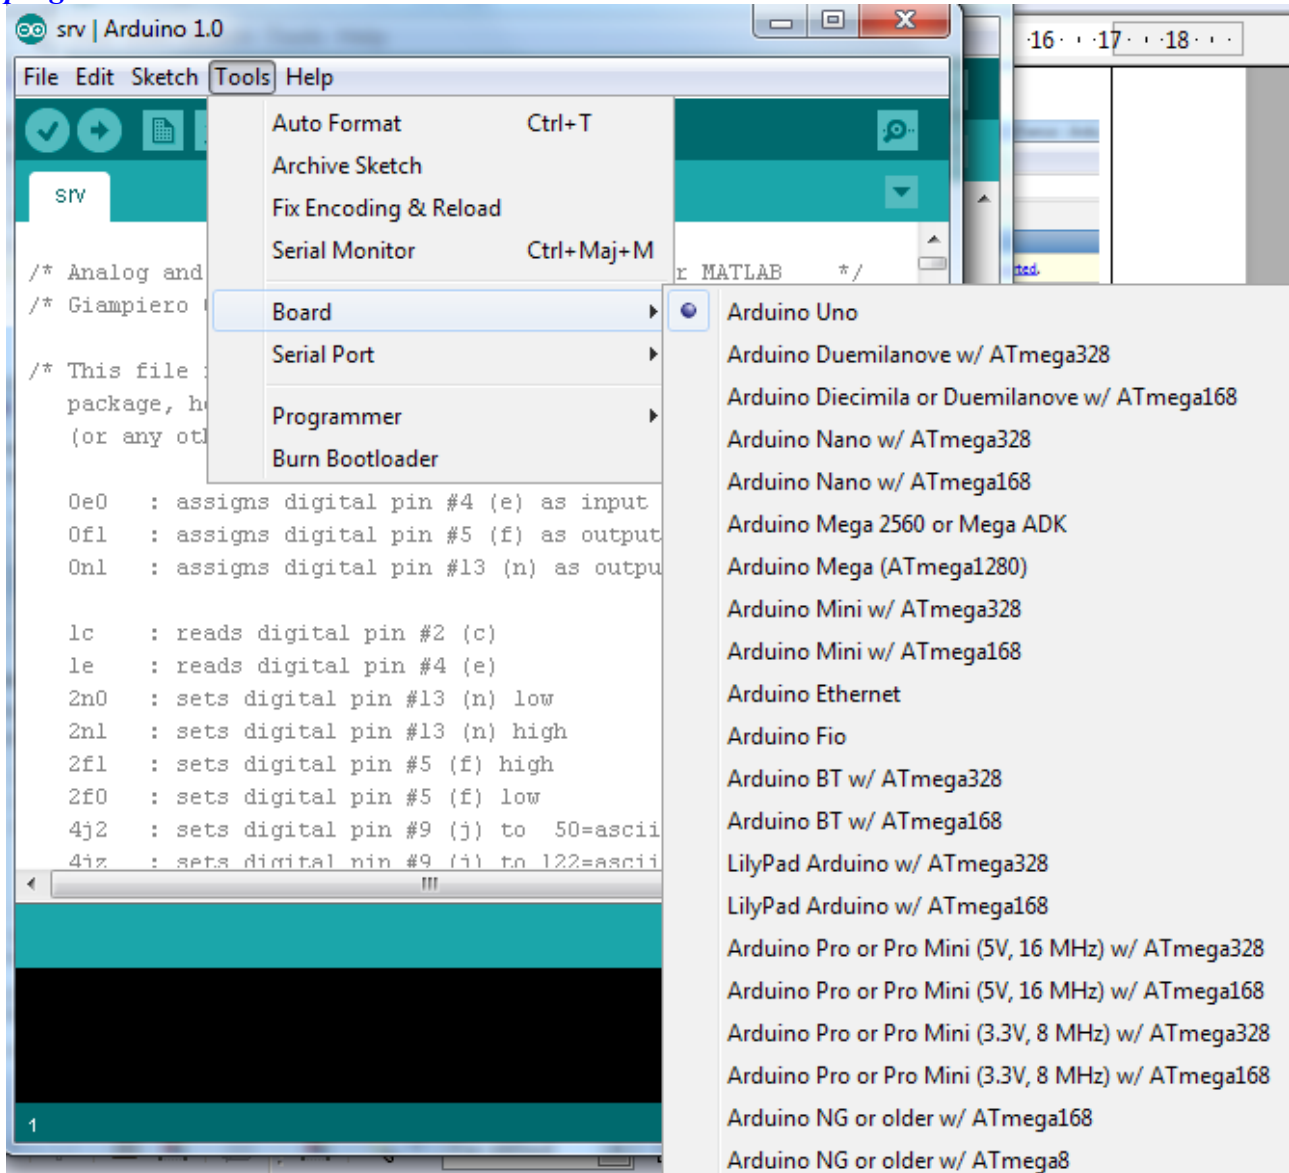 srv | Arduino 1.0
·16· · ·17· · ·18· · ·
File Edit Sketch Tools Help
Auto Format Ctrl+T
Archive Sketch
Fix Encoding & Reload
Serial Monitor Ctrl+Maj+M
Board
Serial Port
Programmer
Burn Bootloader
srv
/* Analog and r MATLAB */
/* Giampiero
/* This file
package,
(or any
0e0 : assigns digital pin #4 (e) as input
0f1 : assigns digital pin #5 (f) as output
0n1 : assigns digital pin #13 (n) as outpu
1c : reads digital pin #2 (c)
1e : reads digital pin #4 (e)
2n0 : sets digital pin #13 (n) low
2n1 : sets digital pin #13 (n) high
2f1 : sets digital pin #5 (f) high
2f0 : sets digital pin #5 (f) low
4j2 : sets digital pin #9 (j) to 50=ascii
4jz : sets digital pin #9 (j) to 122=ascii
1
rted.
Arduino Uno
Arduino Duemilanove w/ ATmega328
Arduino Diecimila or Duemilanove w/ ATmega168
Arduino Nano w/ ATmega328
Arduino Nano w/ ATmega168
Arduino Mega 2560 or Mega ADK
Arduino Mega (ATmega1280)
Arduino Mini w/ ATmega328
Arduino Mini w/ ATmega168
Arduino Ethernet
Arduino Fio
Arduino BT w/ ATmega328
Arduino BT w/ ATmega168
LilyPad Arduino w/ ATmega328
LilyPad Arduino w/ ATmega168
Arduino Pro or Pro Mini (5V, 16 MHz) w/ ATmega328
Arduino Pro or Pro Mini (5V, 16 MHz) w/ ATmega168
Arduino Pro or Pro Mini (3.3V, 8 MHz) w/ ATmega328
Arduino Pro or Pro Mini (3.3V, 8 MHz) w/ ATmega168
Arduino NG or older w/ ATmega168
Arduino NG or older w/ ATmega8